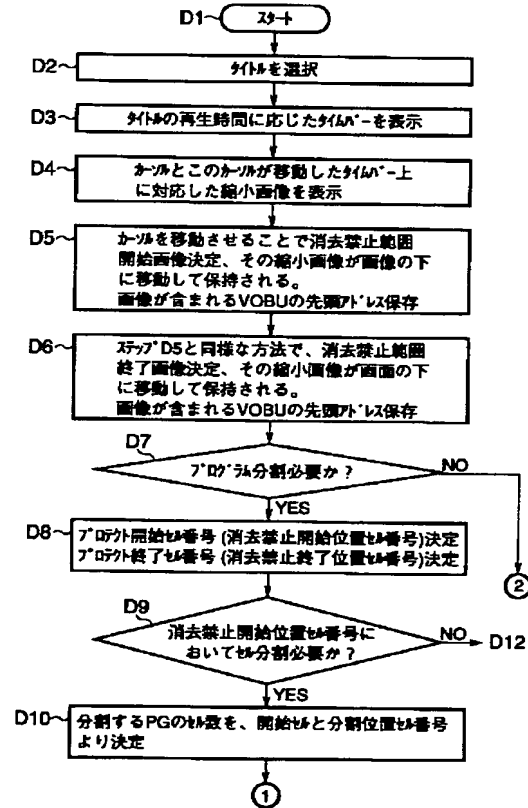 D1
スタート
D2
タイトルを選択
D3
タイトルの再生時間に応じたタイムバーを表示
D4
カーソルとこのカーソルが移動したタイムバー上
に対応した縮小画像を表示
D5
カーソルを移動させることで消去禁止範囲
開始画像決定、その縮小画像が画像の下
に移動して保持される。
画像が含まれるVOBUの先頭アドレス保存
D6
ステップD5と同様な方法で、消去禁止範囲
終了画像決定、その縮小画像が画面の下
に移動して保持される。
画像が含まれるVOBUの先頭アドレス保存
D7
プログラム分割必要か?
NO
YES
②
D8
プロテクト開始セル番号(消去禁止開始位置セル番号)決定
プロテクト終了セル番号(消去禁止終了位置セル番号)決定
D9
消去禁止開始位置セル番号に
おいてセル分割必要か?
NO
D12
YES
D10
分割するPGのセル数を、開始セルと分割位置セル番号
より決定
①